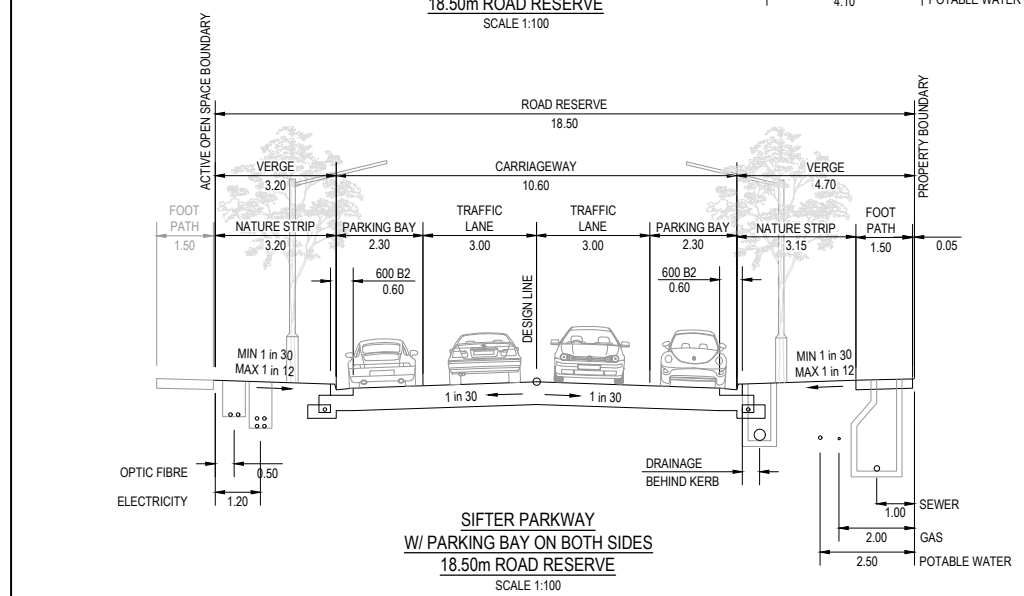 18.50m ROAD RESERVE
SCALE 1:100
4.10
POTABLE WATER
ACTIVE OPEN SPACE BOUNDARY
PROPERTY BOUNDARY
ROAD RESERVE
18.50
VERGE
3.20
CARRIAGEWAY
10.60
VERGE
4.70
FOOT
PATH
1.50
NATURE STRIP
3.20
PARKING BAY
2.30
TRAFFIC
LANE
3.00
TRAFFIC
LANE
3.00
PARKING BAY
2.30
NATURE STRIP
3.15
FOOT
PATH
1.50
0.05
600 B2
0.60
DESIGN LINE
600 B2
0.60
MIN 1 in 30
MAX 1 in 12
1 in 30
1 in 30
MIN 1 in 30
MAX 1 in 12
OPTIC FIBRE
0.50
ELECTRICITY
1.20
DRAINAGE
BEHIND KERB
1.00
SEWER
2.00
GAS
2.50
POTABLE WATER
SIFTER PARKWAY
W/ PARKING BAY ON BOTH SIDES
18.50m ROAD RESERVE
SCALE 1:100